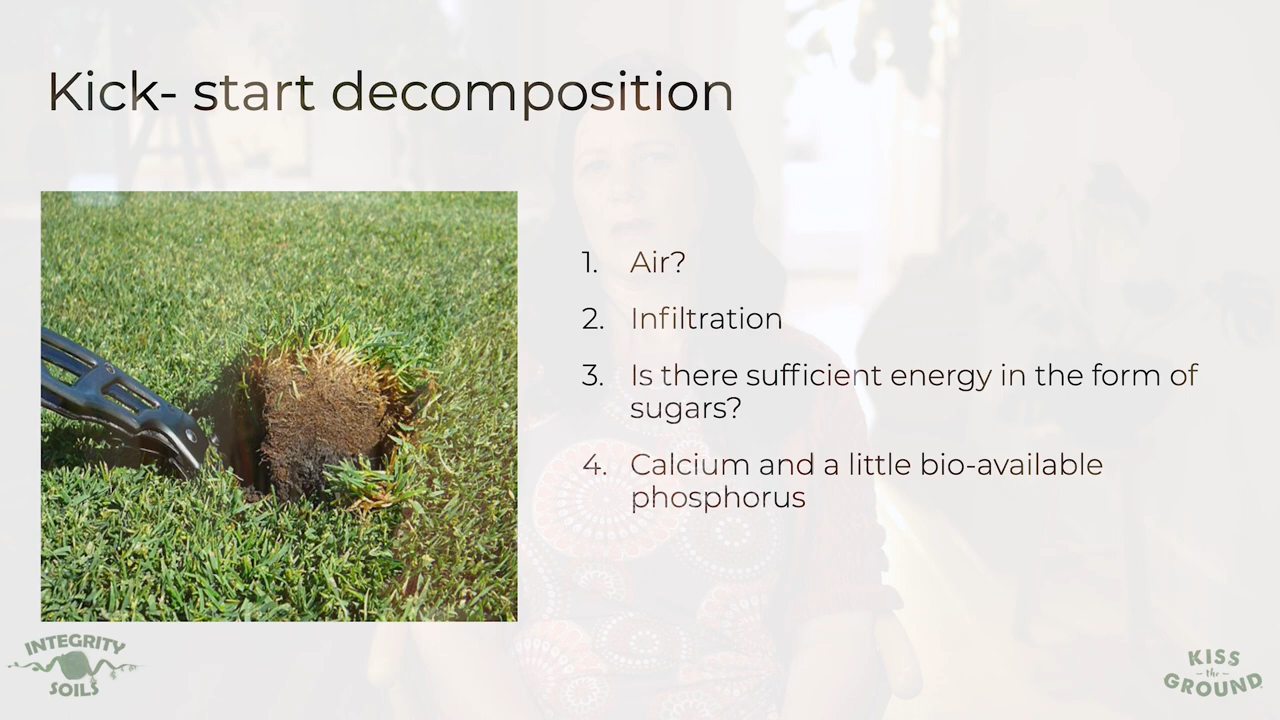 Kick- start decomposition
1. Air?
2. Infiltration
3. Is there sufficient energy in the form of
sugars?
4. Calcium and a little bio-available
phosphorus
INTEGRITY
SOILS
KISS
the
GROUND